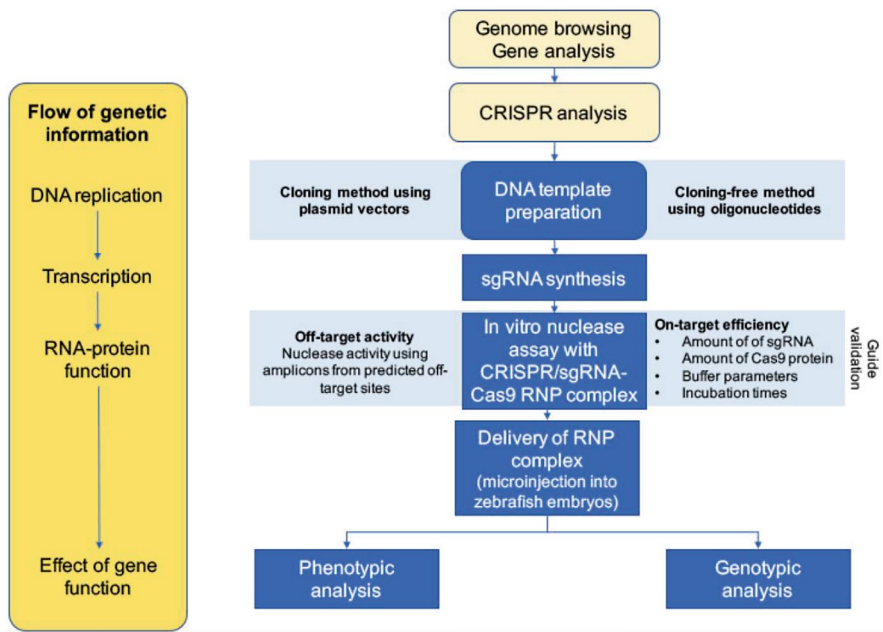 Genome browsing
Gene analysis
CRISPR analysis
Flow of genetic
information
DNA replication
Transcription
RNA-protein
function
Effect of gene
function
Cloning method using
plasmid vectors
DNA template
preparation
Cloning-free method
using oligonucleotides
sgRNA synthesis
Off-target activity
Nuclease activity using
amplicons from predicted off-
target sites
In vitro nuclease
assay with
CRISPR/sgRNA-
Cas9 RNP complex
On-target efficiency
• Amount of of sgRNA
• Amount of Cas9 protein
• Buffer parameters
• Incubation times
Guide
validation
Delivery of RNP
complex
(microinjection into
zebrafish embryos)
Phenotypic
analysis
Genotypic
analysis